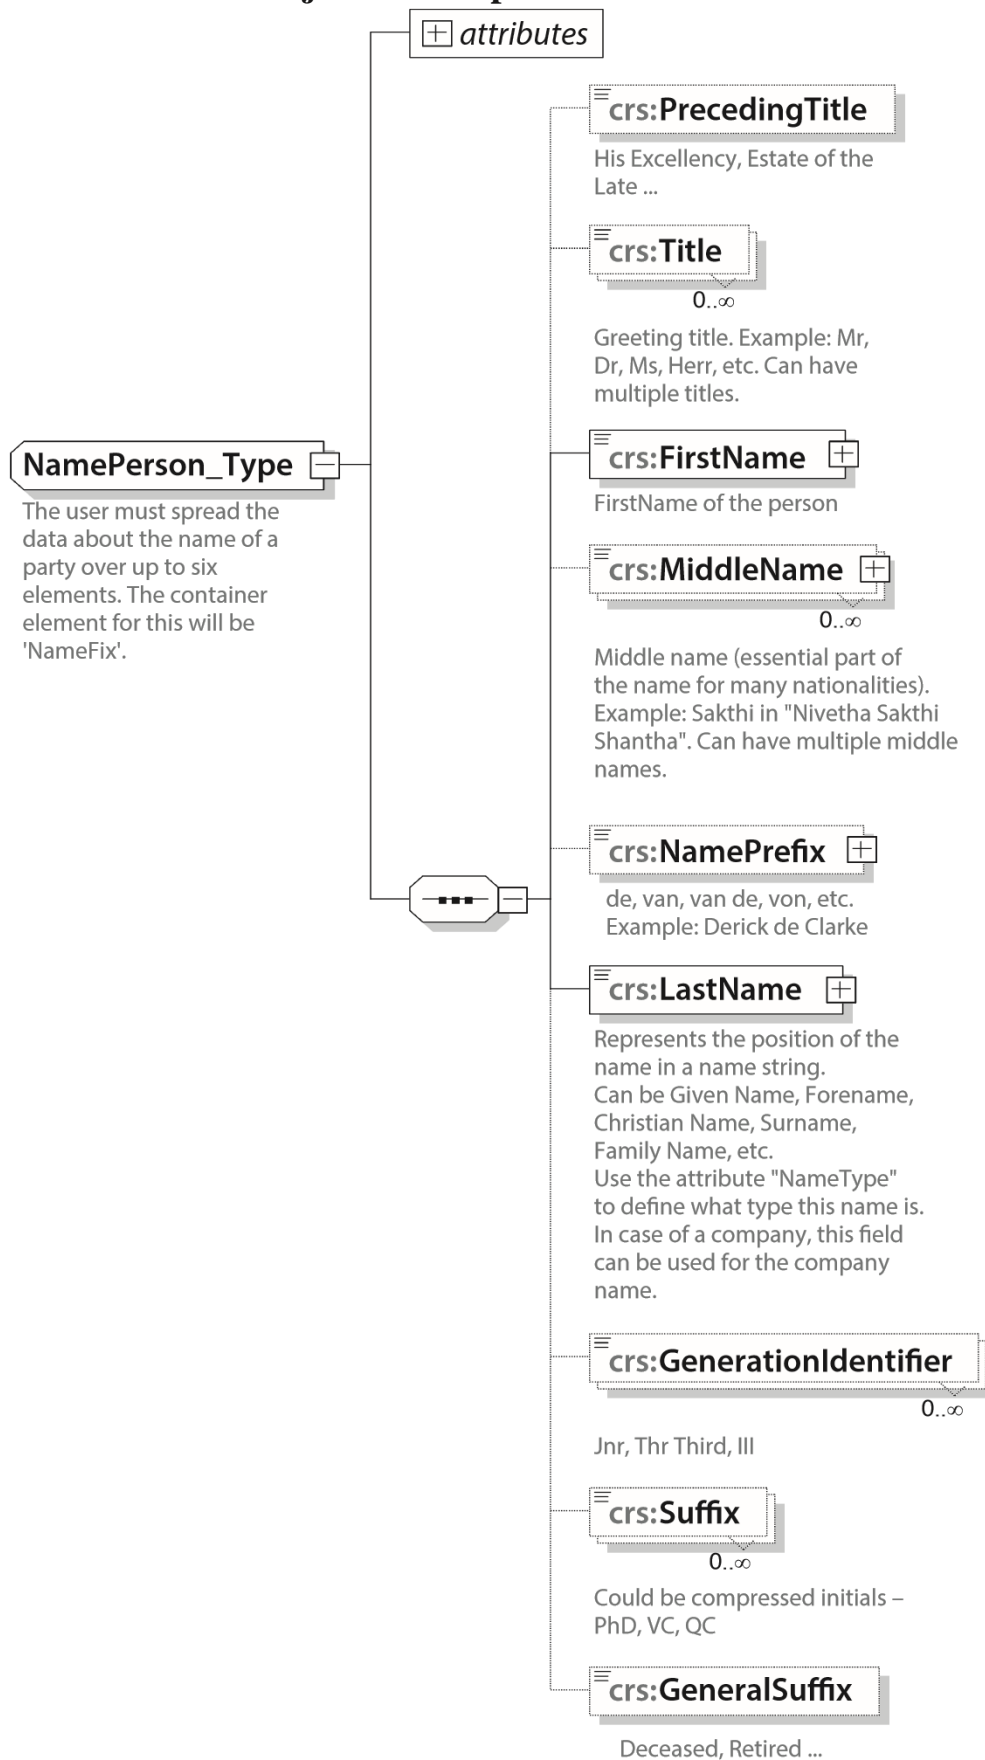 attributes
crs:PrecedingTitle
His Excellency, Estate of the
Late ...
crs:Title
0..∞
Greeting title. Example: Mr,
Dr, Ms, Herr, etc. Can have
multiple titles.
NamePerson_Type
The user must spread the
data about the name of a
party over up to six
elements. The container
element for this will be
'NameFix'.
crs:FirstName
FirstName of the person
crs:MiddleName
0..∞
Middle name (essential part of
the name for many nationalities).
Example: Sakthi in "Nivetha Sakthi
Shantha". Can have multiple middle
names.
crs:NamePrefix
de, van, van de, von, etc.
Example: Derick de Clarke
crs:LastName
Represents the position of the
name in a name string.
Can be Given Name, Forename,
Christian Name, Surname,
Family Name, etc.
Use the attribute "NameType"
to define what type this name is.
In case of a company, this field
can be used for the company
name.
crs:GenerationIdentifier
0..∞
Jnr, Thr Third, III
crs:Suffix
0..∞
Could be compressed initials –
PhD, VC, QC
crs:GeneralSuffix
Deceased, Retired ...